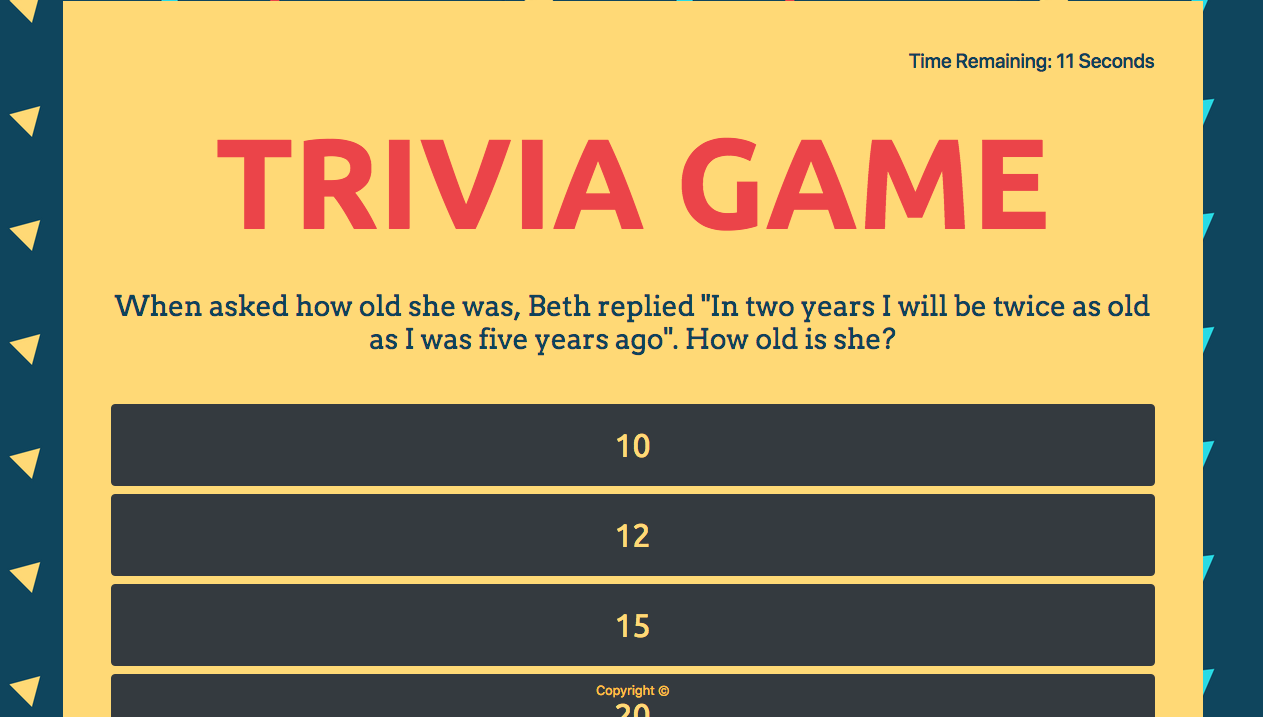 Time Remaining: 11 Seconds
TRIVIA GAME
When asked how old she was, Beth replied "In two years I will be twice as old
as I was five years ago". How old is she?
10
12
15
Copyright ©
20